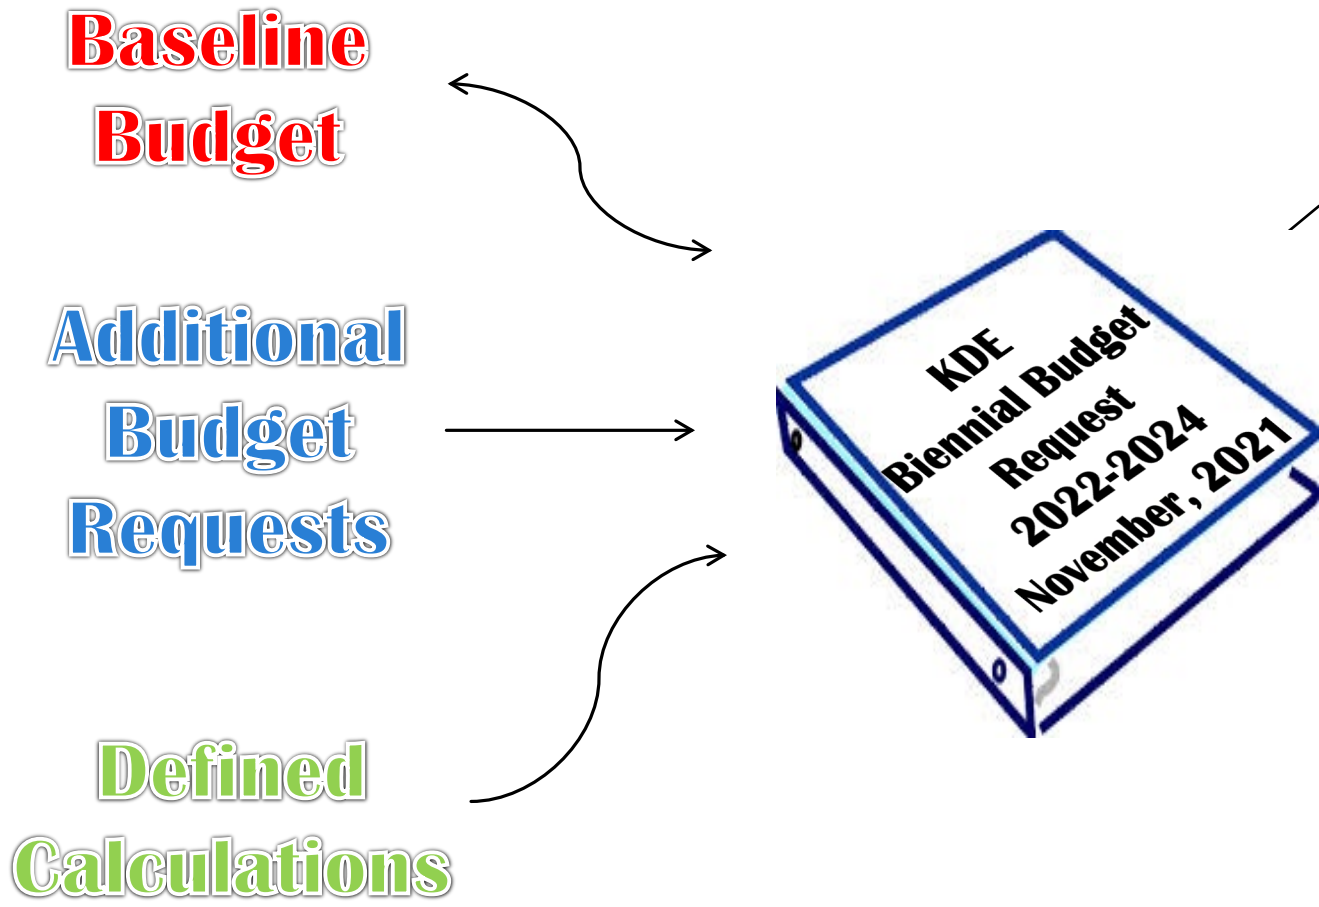 Baseline
Budget
Additional
Budget
Requests
Defined
Calculations
KDE
Biennial Budget
Request
2022-2024
November, 2021